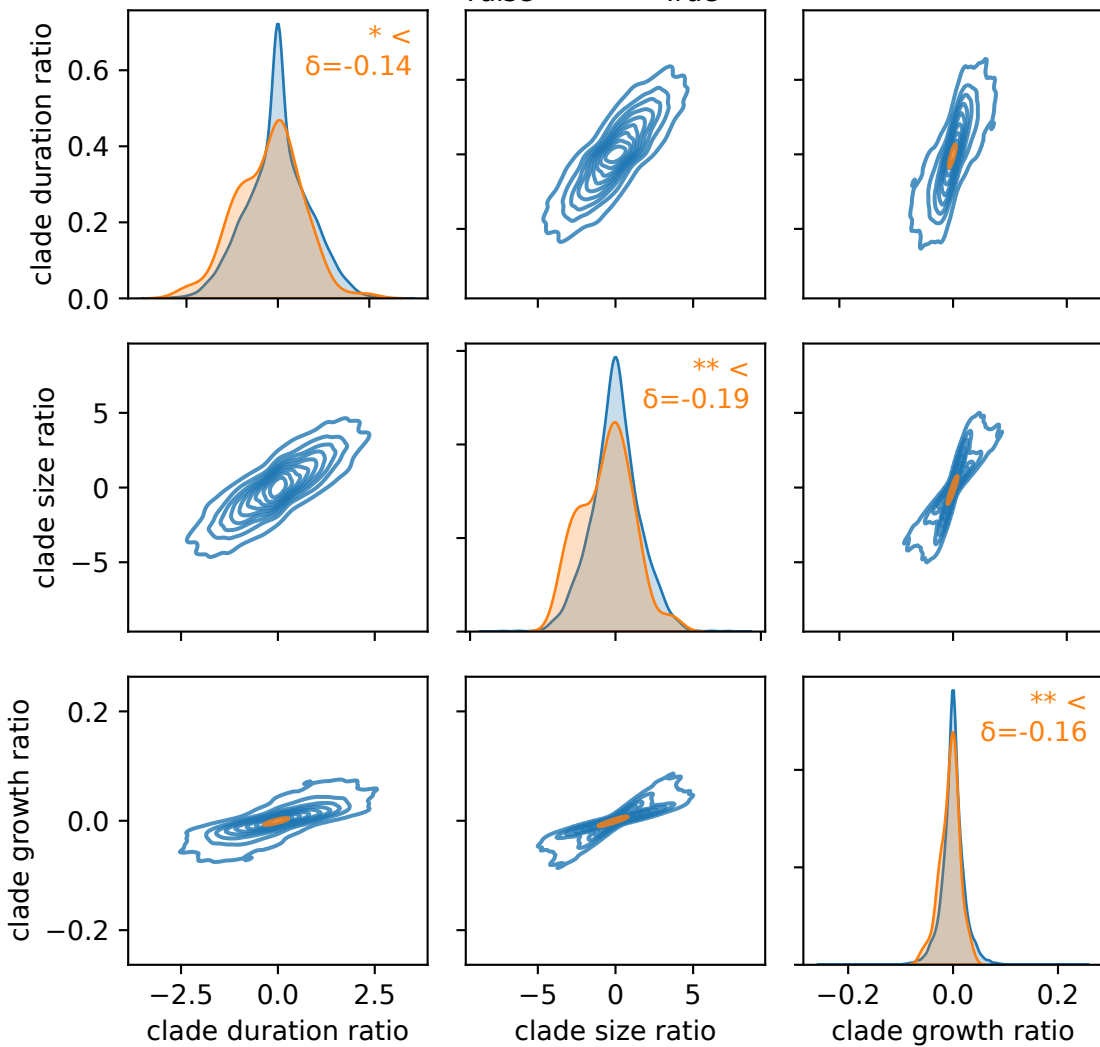 clade duration ratio
0.6
0.4
0.2
0.0
* <
δ=-0.14
clade size ratio
5
0
−5
** <
δ=-0.19
clade growth ratio
0.2
0.0
−0.2
** <
δ=-0.16
−2.5 0.0 2.5
clade duration ratio
−5 0 5
clade size ratio
−0.2 0.0 0.2
clade growth ratio